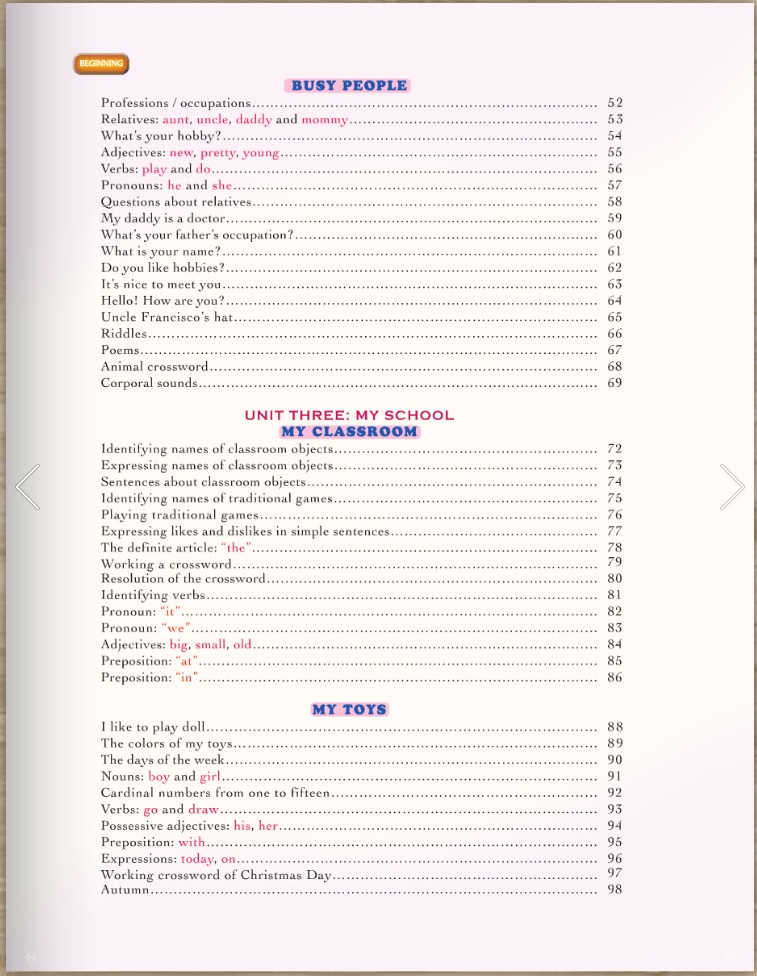 BEGINNING
BUSY PEOPLE
Professions / occupations........ 52
Relatives: aunt, uncle, daddy and mommy........ 53
What's your hobby?........ 54
Adjectives: new, pretty, young........ 55
Verbs: play and do........ 56
Pronouns: he and she........ 57
Questions about relatives........ 58
My daddy is a doctor........ 59
What's your father's occupation?........ 60
What is your name?........ 61
Do you like hobbies?........ 62
It's nice to meet you........ 63
Hello! How are you?........ 64
Uncle Francisco's hat........ 65
Riddles........ 66
Poems........ 67
Animal crossword........ 68
Corporal sounds........ 69
UNIT THREE: MY SCHOOL
MY CLASSROOM
Identifying names of classroom objects........ 72
Expressing names of classroom objects........ 73
Sentences about classroom objects........ 74
Identifying names of traditional games........ 75
Playing traditional games........ 76
Expressing likes and dislikes in simple sentences........ 77
The definite article: "the"........ 78
Working a crossword........ 79
Resolution of the crossword........ 80
Identifying verbs........ 81
Pronoun: "it"........ 82
Pronoun: "we"........ 83
Adjectives: big, small, old........ 84
Preposition: "at"........ 85
Preposition: "in"........ 86
MY TOYS
I like to play doll........ 88
The colors of my toys........ 89
The days of the week........ 90
Nouns: boy and girl........ 91
Cardinal numbers from one to fifteen........ 92
Verbs: go and draw........ 93
Possessive adjectives: his, her........ 94
Preposition: with........ 95
Expressions: today, on........ 96
Working crossword of Christmas Day........ 97
Autumn........ 98